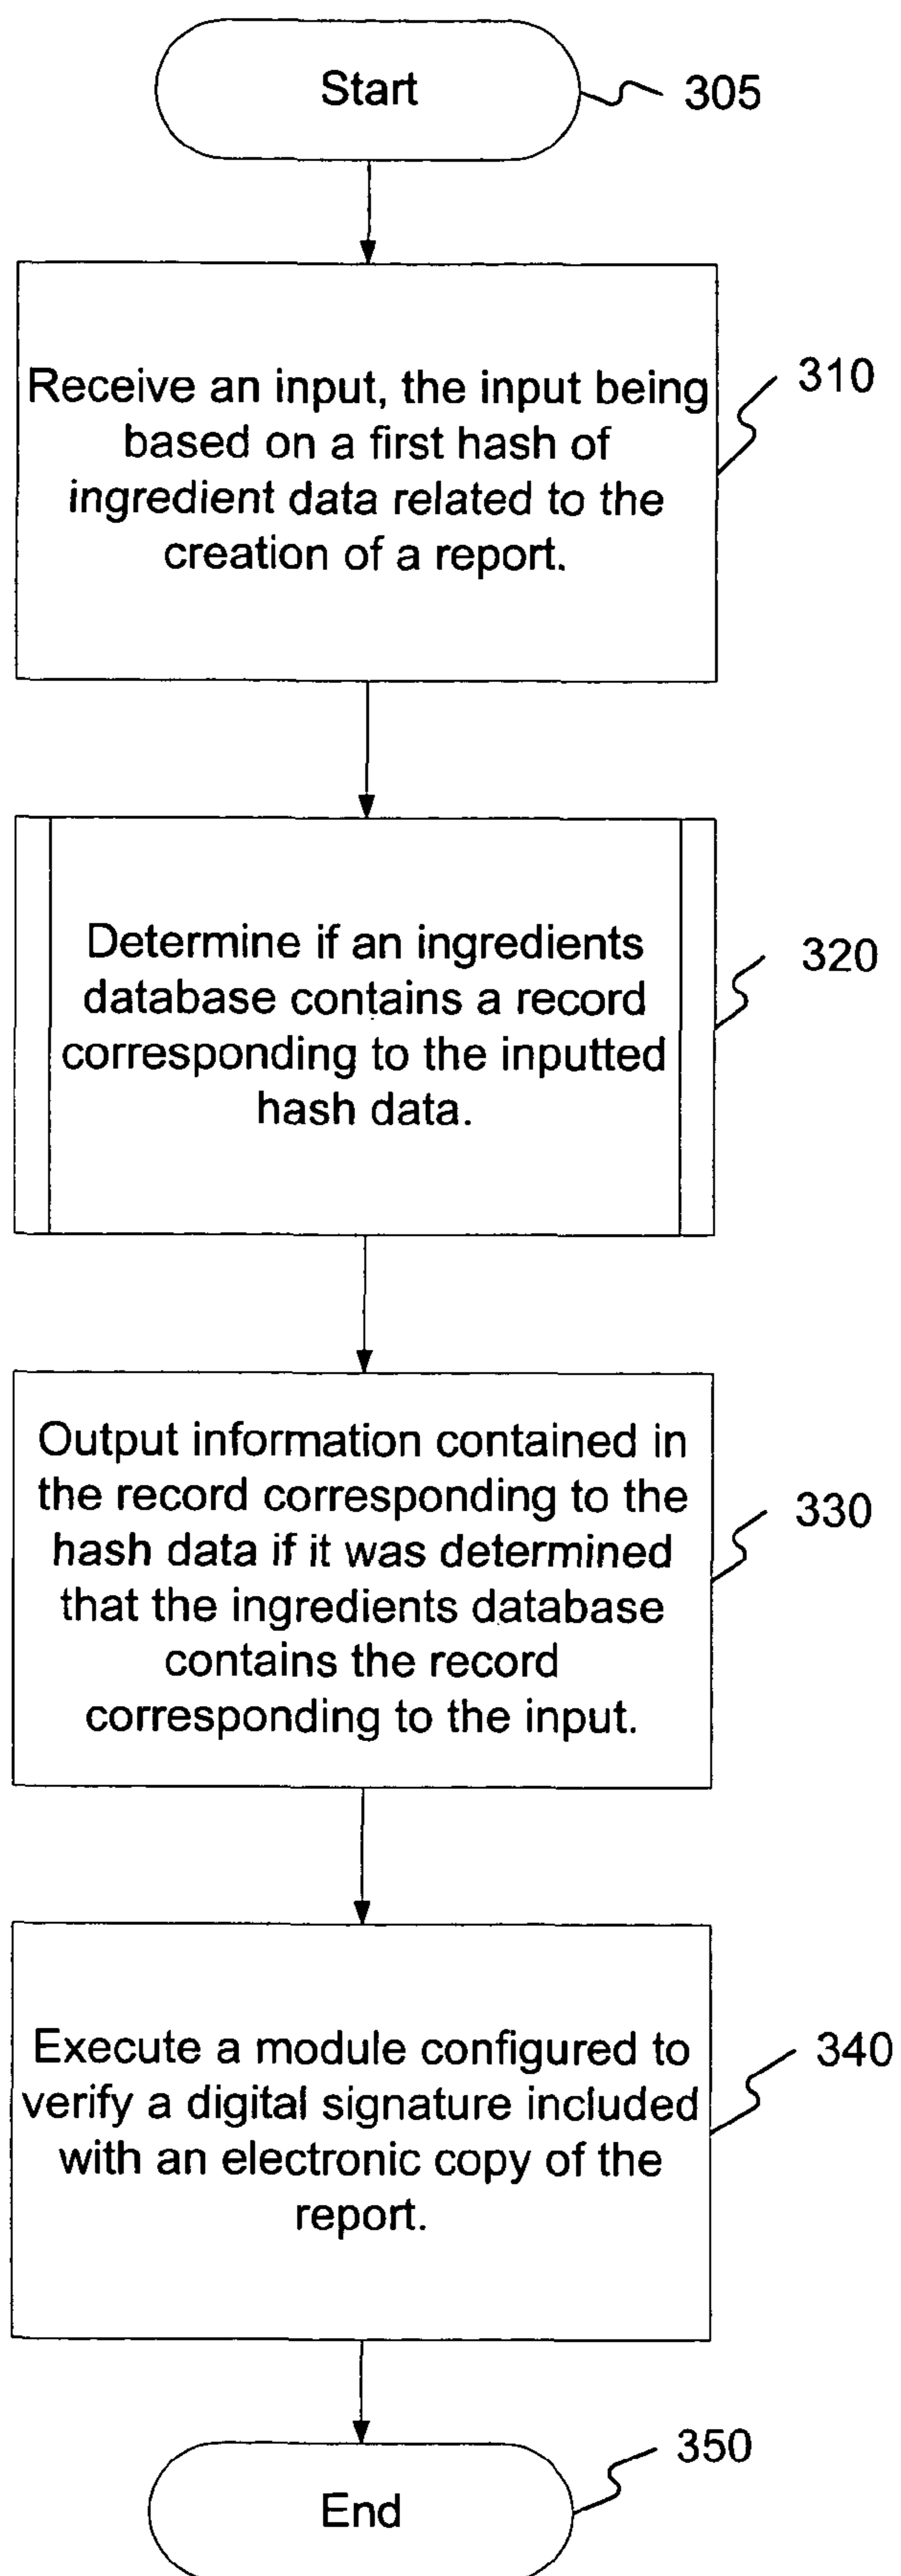 Start
305
Receive an input, the input being
based on a first hash of
ingredient data related to the
creation of a report.
310
Determine if an ingredients
database contains a record
corresponding to the inputted
hash data.
320
Output information contained in
the record corresponding to the
hash data if it was determined
that the ingredients database
contains the record
corresponding to the input.
330
Execute a module configured to
verify a digital signature included
with an electronic copy of the
report.
340
End
350